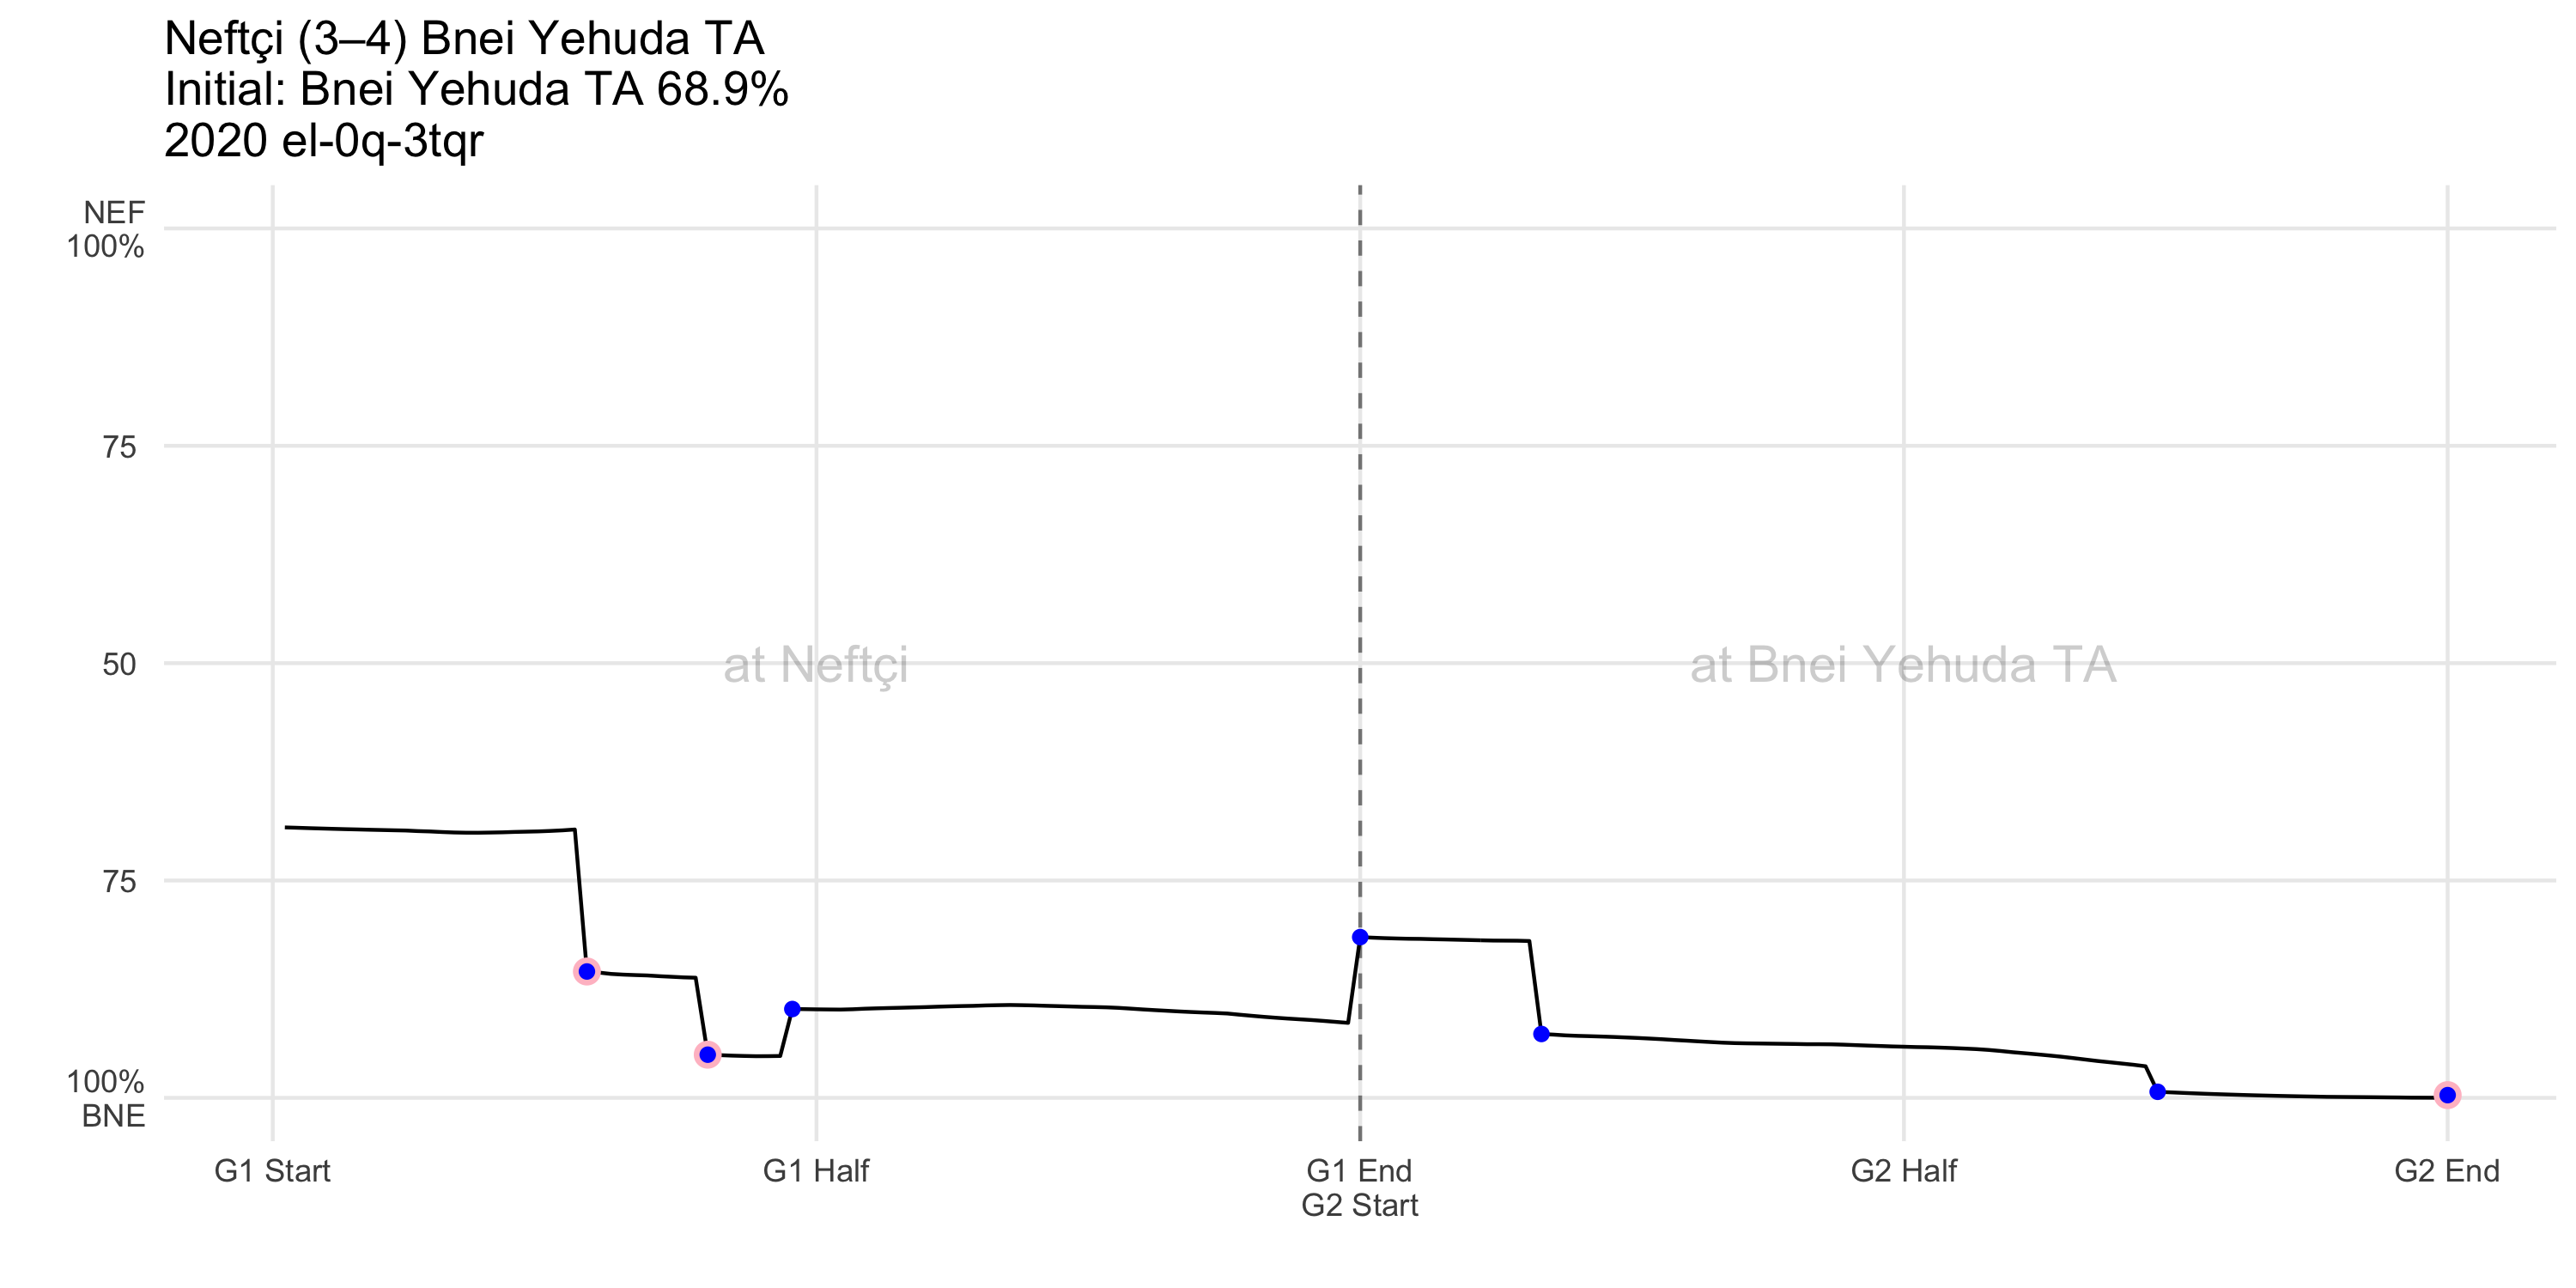 Neftçi (3–4) Bnei Yehuda TA
Initial: Bnei Yehuda TA 68.9%
2020 el-0q-3tqr
NEF
100%
75
50
75
100%
BNE
at Neftçi
at Bnei Yehuda TA
G1 Start
G1 Half
G1 End
G2 Start
G2 Half
G2 End